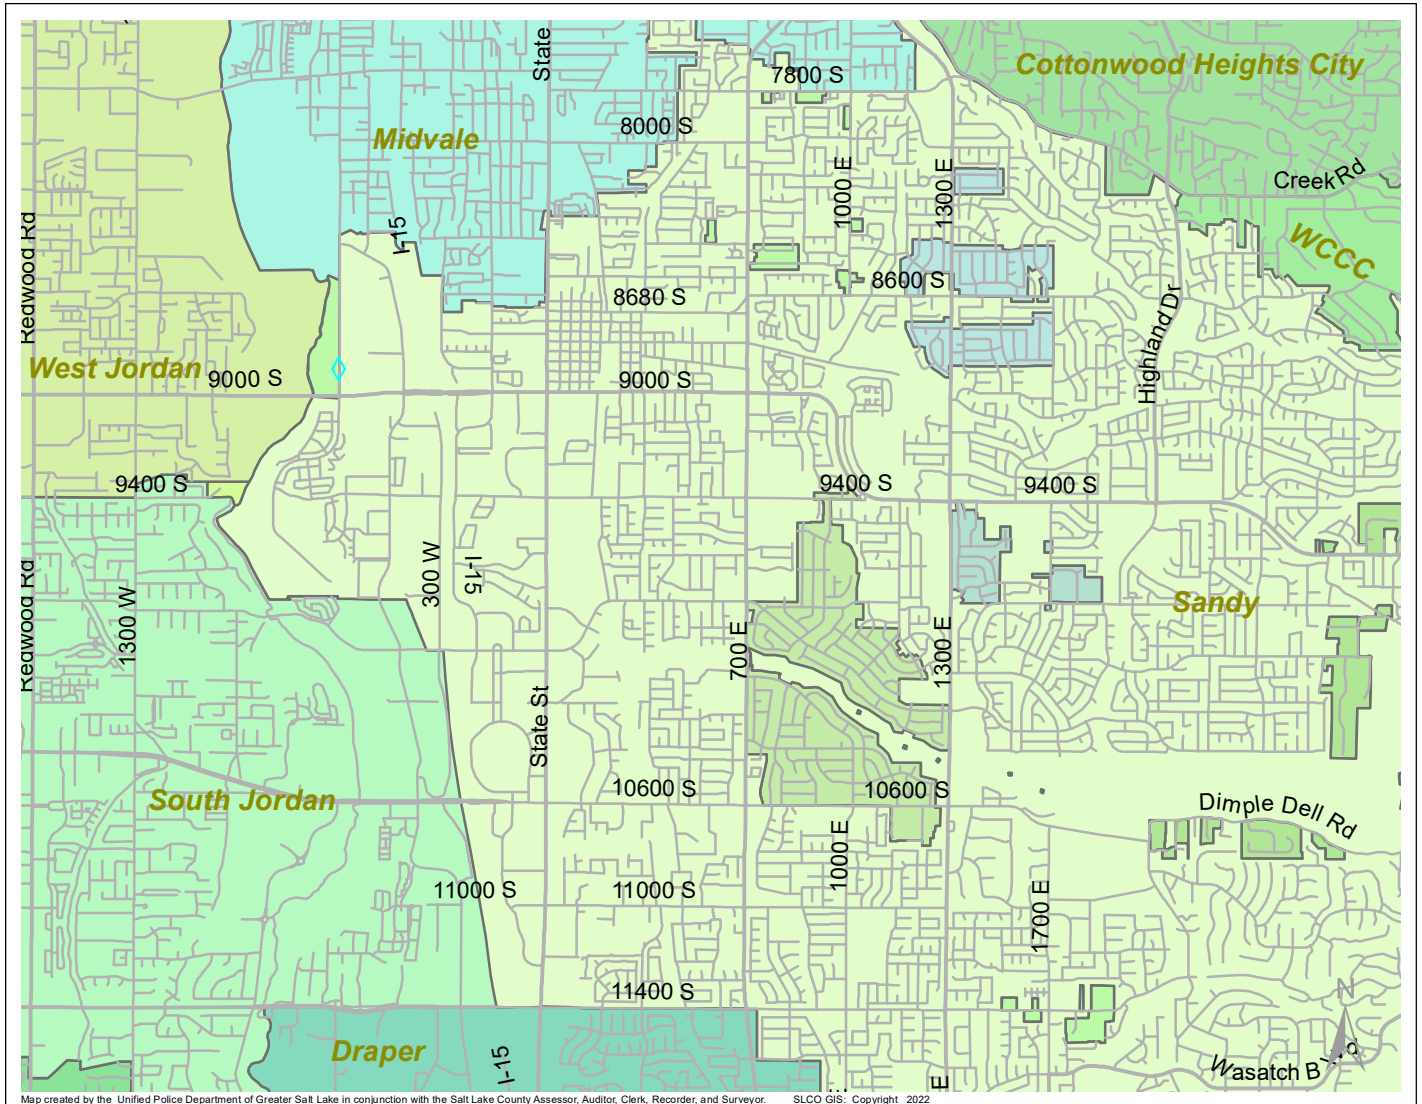 State
7800 S
Cottonwood Heights City
8000 S
Midvale
1000 E
1300 E
Creek Rd
Redwood Rd
I-15
WCCC
8600 S
8680 S
Highland Dr
West Jordan
9000 S
9000 S
9400 S
9400 S
9400 S
Redwood Rd
1300 W
300 W
I-15
Sandy
700 E
1300 E
State St
South Jordan
10600 S
10600 S
Dimple Dell Rd
1000 E
11000 S
11000 S
1700 E
11400 S
N
Draper
I-15
E
Wasatch Blvd
Map created by the Unified Police Department of Greater Salt Lake in conjunction with the Salt Lake County Assessor, Auditor, Clerk, Recorder, and Surveyor. SLCO GIS: Copyright 2022